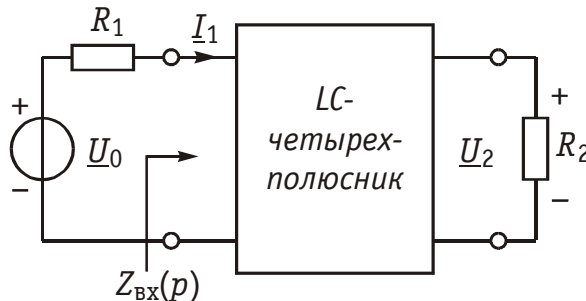 R₁
I₁
+
U₀
−
LC-
четырех-
полюсник
+
U₂
−
R₂
Zвх(p)